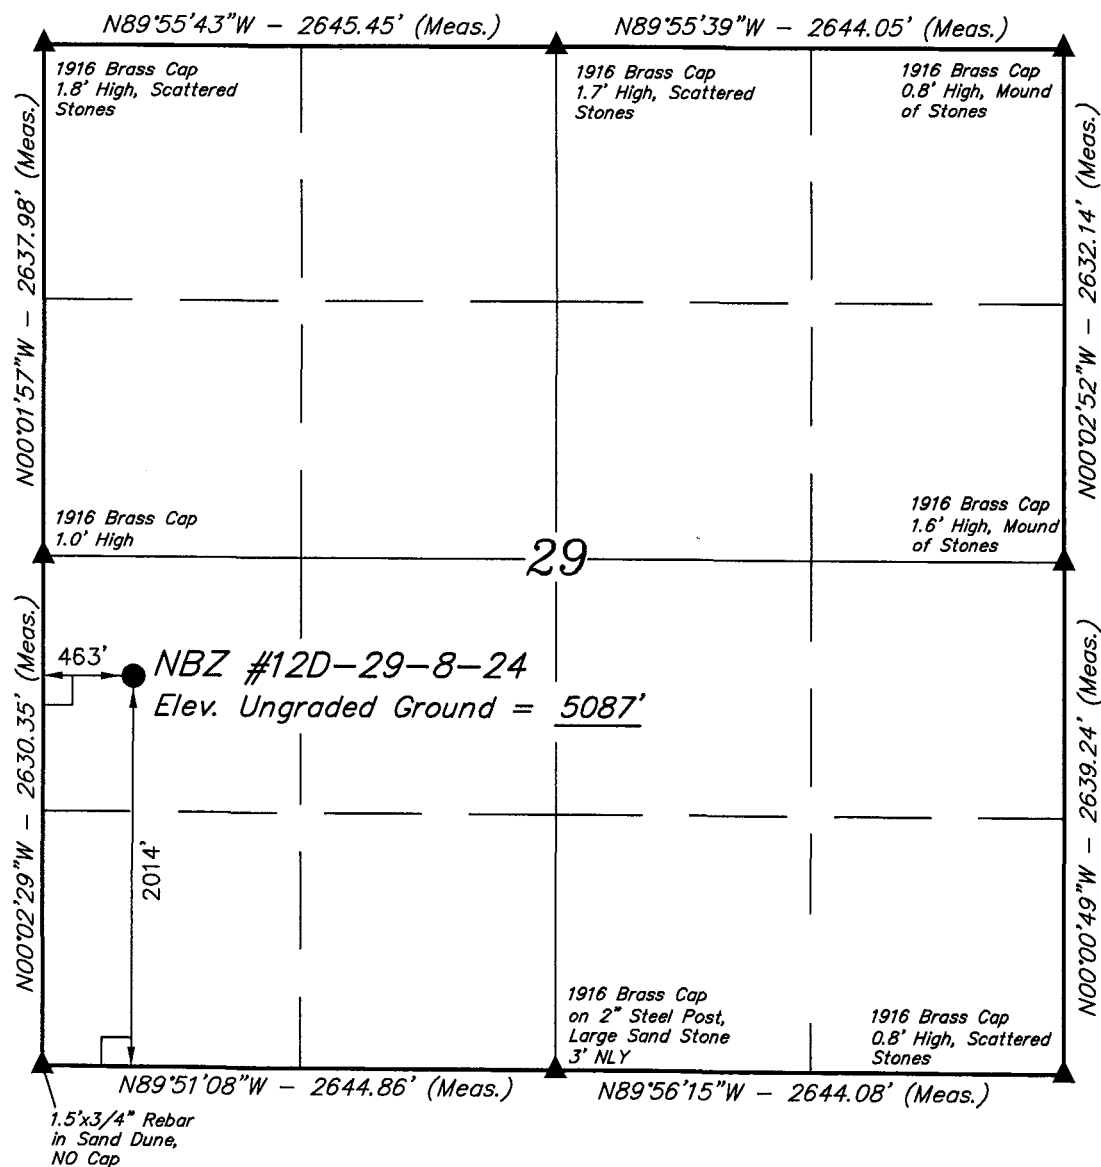 N89°55'43"W - 2645.45' (Meas.)
N89°55'39"W - 2644.05' (Meas.)
1916 Brass Cap
1.8' High, Scattered
Stones
1916 Brass Cap
1.7' High, Scattered
Stones
1916 Brass Cap
0.8' High, Mound
of Stones
N00°01'57"W - 2637.98' (Meas.)
N00°02'52"W - 2632.14' (Meas.)
1916 Brass Cap
1.0' High
1916 Brass Cap
1.6' High, Mound
of Stones
29
463'
NBZ #12D-29-8-24
Elev. Ungraded Ground = 5087'
N00°02'29"W - 2630.35' (Meas.)
2014'
N00°00'49"W - 2639.24' (Meas.)
1916 Brass Cap
on 2" Steel Post,
Large Sand Stone
3' NLY
1916 Brass Cap
0.8' High, Scattered
Stones
N89°51'08"W - 2644.86' (Meas.)
N89°56'15"W - 2644.08' (Meas.)
1.5'x3/4" Rebar
in Sand Dune,
NO Cap